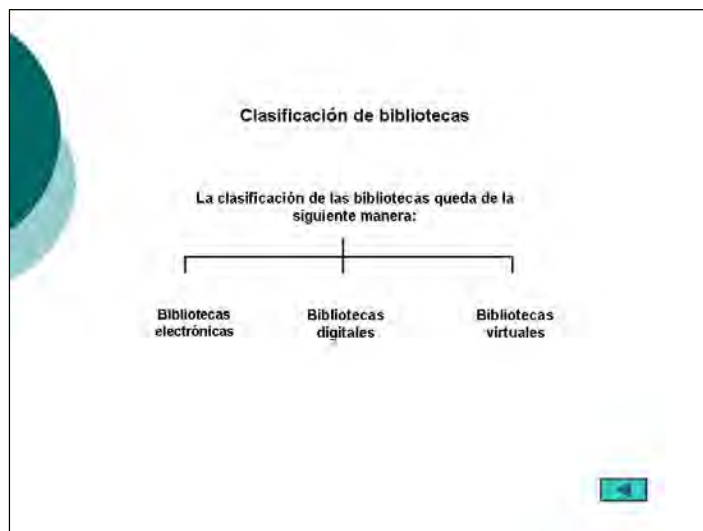 Clasificación de bibliotecas
La clasificación de las bibliotecas queda de la
siguiente manera:
Bibliotecas
electrónicas
Bibliotecas
digitales
Bibliotecas
virtuales